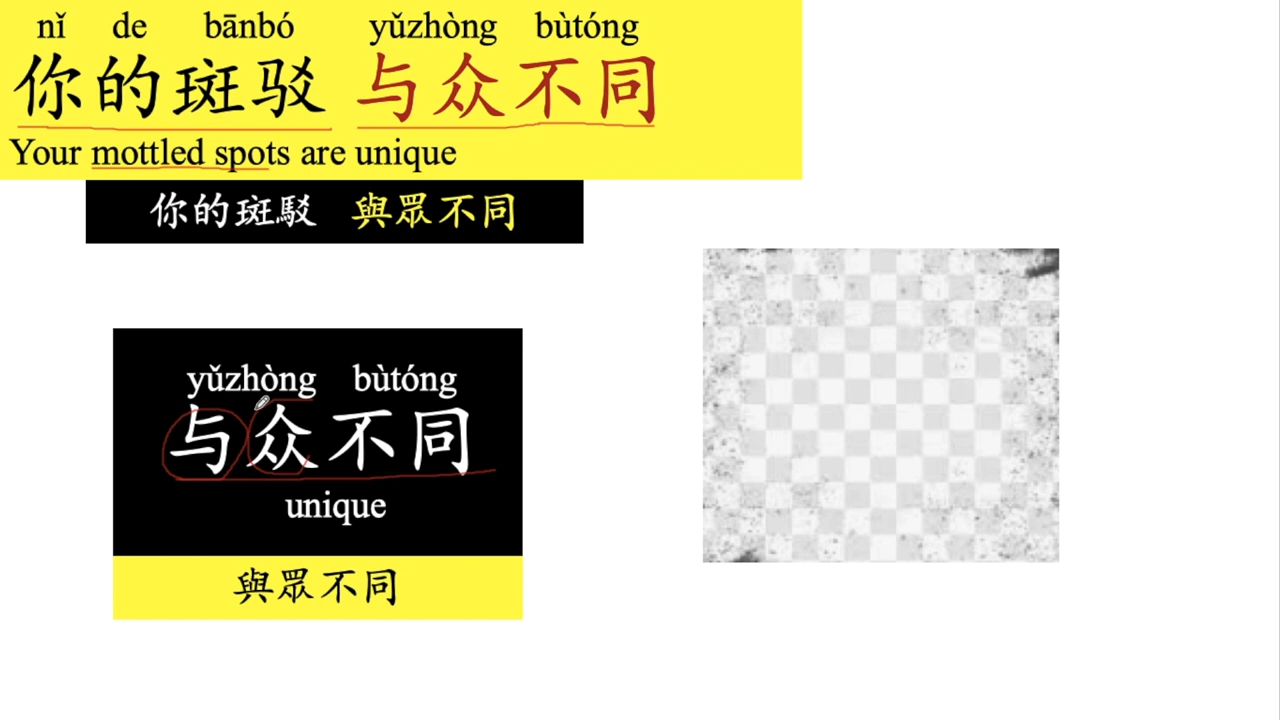 nǐ de bānbó yǔzhòng bùtóng
你的斑驳 与众不同
Your mottled spots are unique
你的斑駁 與眾不同
yǔzhòng bùtóng
与众不同
unique
與眾不同